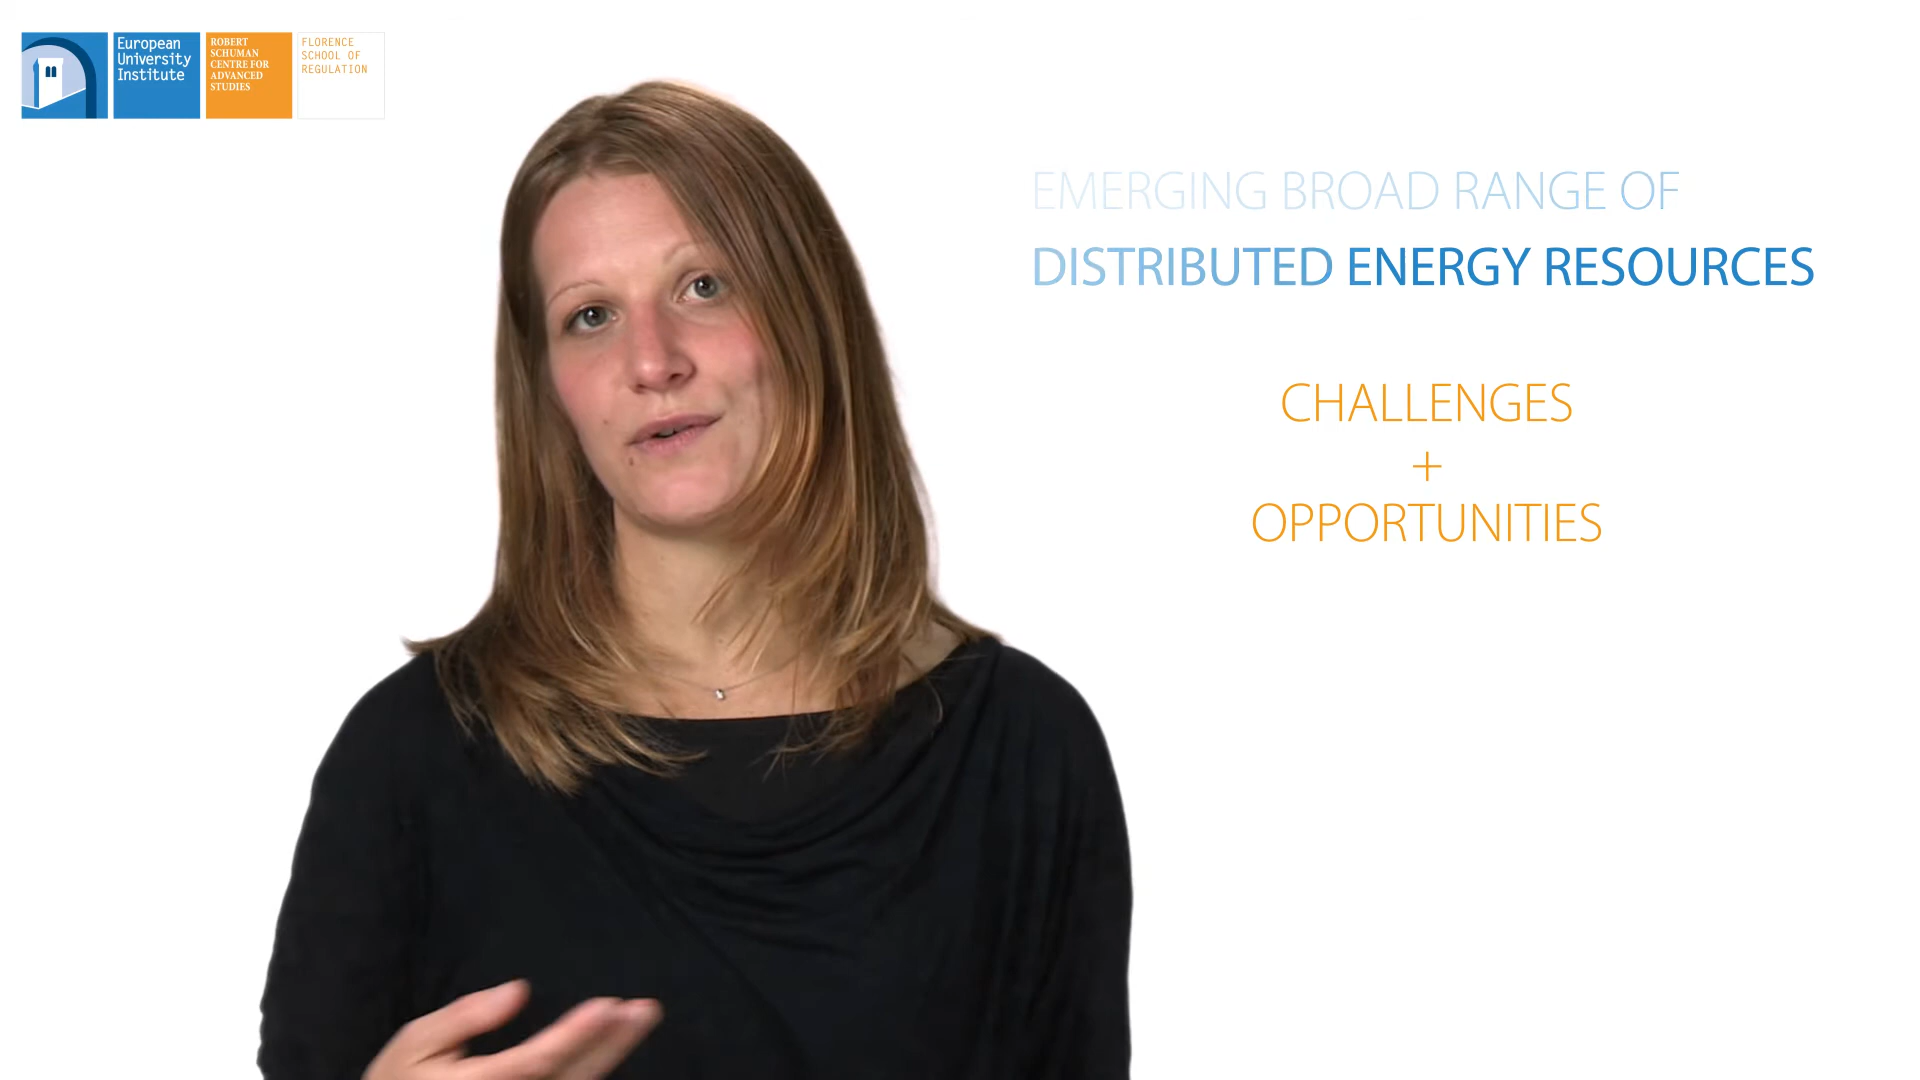 European
University
Institute
ROBERT
SCHUMAN
CENTRE FOR
ADVANCED
STUDIES
FLORENCE
SCHOOL OF
REGULATION
EMERGING BROAD RANGE OF
DISTRIBUTED ENERGY RESOURCES
CHALLENGES
+
OPPORTUNITIES